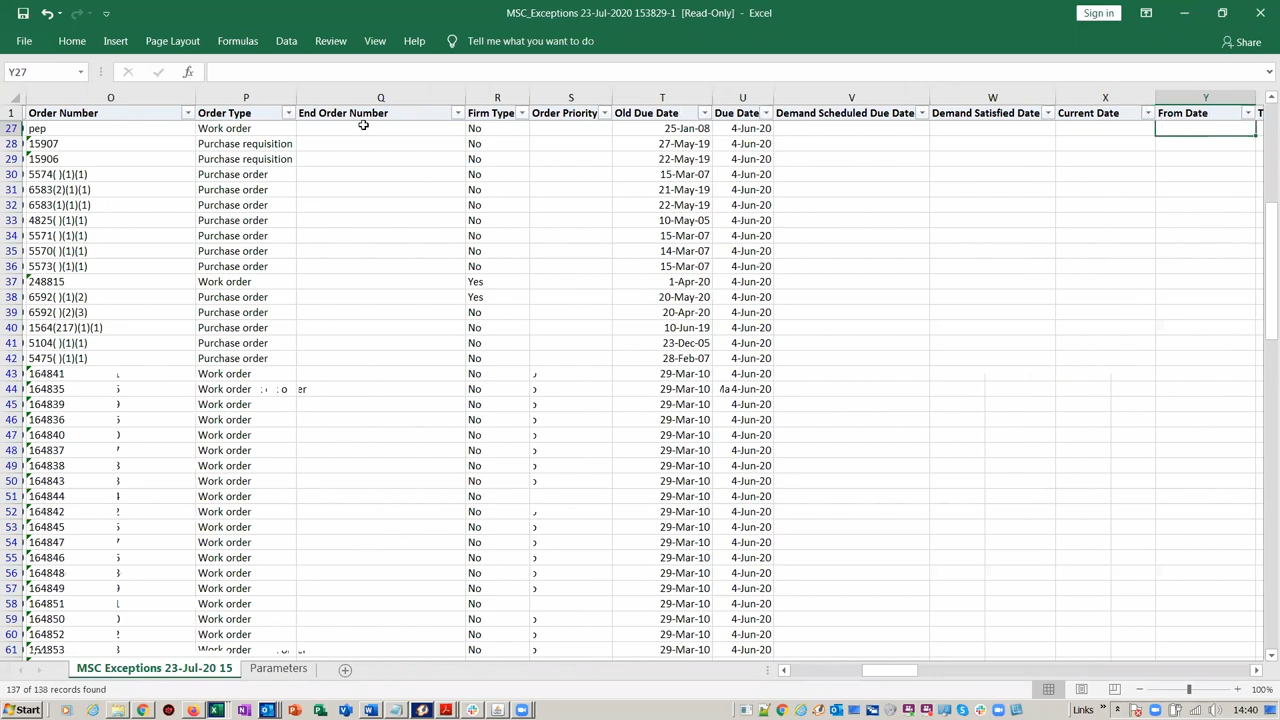 MSC_Exceptions 23-Jul-2020 153829-1 [Read-Only] - Excel
Sign in
File Home Insert Page Layout Formulas Data Review View Help Tell me what you want to do
Share
Y27
O P Q R S T U V W X Y
1 Order Number Order Type End Order Number Firm Type Order Priority Old Due Date Due Date Demand Scheduled Due Date Demand Satisfied Date Current Date From Date T
27 pep Work order No 25-Jan-08 4-Jun-20
28 15907 Purchase requisition No 27-May-19 4-Jun-20
29 15906 Purchase requisition No 22-May-19 4-Jun-20
30 5574( )(1)(1) Purchase order No 15-Mar-07 4-Jun-20
31 6583(2)(1)(1) Purchase order No 21-May-19 4-Jun-20
32 6583(1)(1)(1) Purchase order No 22-May-19 4-Jun-20
33 4825( )(1)(1) Purchase order No 10-May-05 4-Jun-20
34 5571( )(1)(1) Purchase order No 15-Mar-07 4-Jun-20
35 5570( )(1)(1) Purchase order No 14-Mar-07 4-Jun-20
36 5573( )(1)(1) Purchase order No 15-Mar-07 4-Jun-20
37 248815 Work order Yes 1-Apr-20 4-Jun-20
38 6592( )(1)(2) Purchase order Yes 20-May-20 4-Jun-20
39 6592( )(2)(3) Purchase order No 20-Apr-20 4-Jun-20
40 1564(217)(1)(1) Purchase order No 10-Jun-19 4-Jun-20
41 5104( )(1)(1) Purchase order No 23-Dec-05 4-Jun-20
42 5475( )(1)(1) Purchase order No 28-Feb-07 4-Jun-20
43 164841 Work order No 29-Mar-10 4-Jun-20
44 164835 Work order No 29-Mar-10 4-Jun-20
45 164839 Work order No 29-Mar-10 4-Jun-20
46 164836 Work order No 29-Mar-10 4-Jun-20
47 164840 Work order No 29-Mar-10 4-Jun-20
48 164837 Work order No 29-Mar-10 4-Jun-20
49 164838 Work order No 29-Mar-10 4-Jun-20
50 164843 Work order No 29-Mar-10 4-Jun-20
51 164844 Work order No 29-Mar-10 4-Jun-20
52 164842 Work order No 29-Mar-10 4-Jun-20
53 164845 Work order No 29-Mar-10 4-Jun-20
54 164847 Work order No 29-Mar-10 4-Jun-20
55 164846 Work order No 29-Mar-10 4-Jun-20
56 164848 Work order No 29-Mar-10 4-Jun-20
57 164849 Work order No 29-Mar-10 4-Jun-20
58 164851 Work order No 29-Mar-10 4-Jun-20
59 164850 Work order No 29-Mar-10 4-Jun-20
60 164852 Work order No 29-Mar-10 4-Jun-20
61 164853 Work order No 29-Mar-10 4-Jun-20
MSC Exceptions 23-Jul-20 15 Parameters
137 of 138 records found
100%
Start Links 14:40